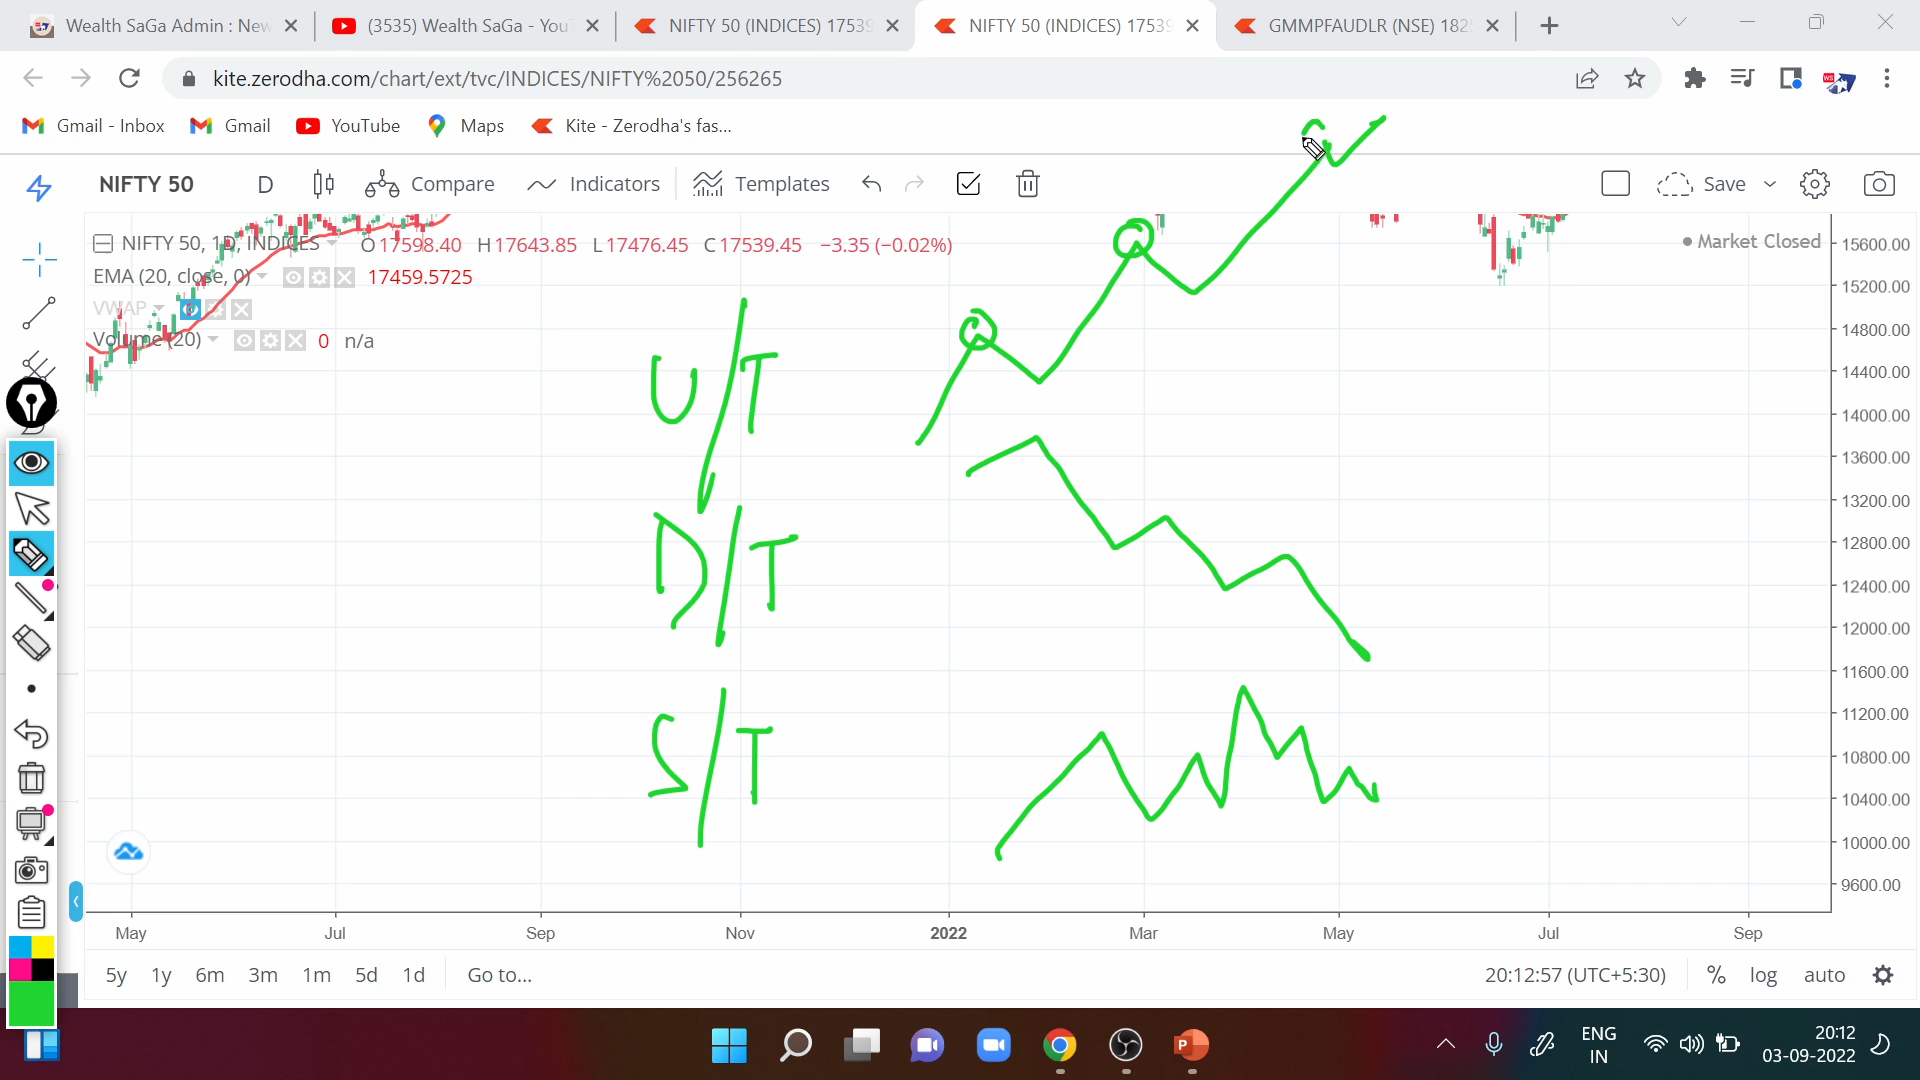 Wealth SaGa Admin : New
(3535) Wealth SaGa - YouT
NIFTY 50 (INDICES) 17539
NIFTY 50 (INDICES) 17539
GMMPFAUDLR (NSE) 182
kite.zerodha.com/chart/ext/tvc/INDICES/NIFTY%2050/256265
Gmail - Inbox
Gmail
YouTube
Maps
Kite - Zerodha's fas...
NIFTY 50
D
Compare
Indicators
Templates
Save
NIFTY 50, 1D, INDICES O17598.40 H17643.85 L17476.45 C17539.45 −3.35 (−0.02%)
Market Closed
EMA (20, close, 0) 17459.5725
VWAP
Volume (20) 0 n/a
U/T
D/T
S/T
15600.00
15200.00
14800.00
14400.00
14000.00
13600.00
13200.00
12800.00
12400.00
12000.00
11600.00
11200.00
10800.00
10400.00
10000.00
9600.00
May Jul Sep Nov 2022 Mar May Jul Sep
5y 1y 6m 3m 1m 5d 1d Go to...
20:12:57 (UTC+5:30) % log auto
ENG
IN
20:12
03-09-2022